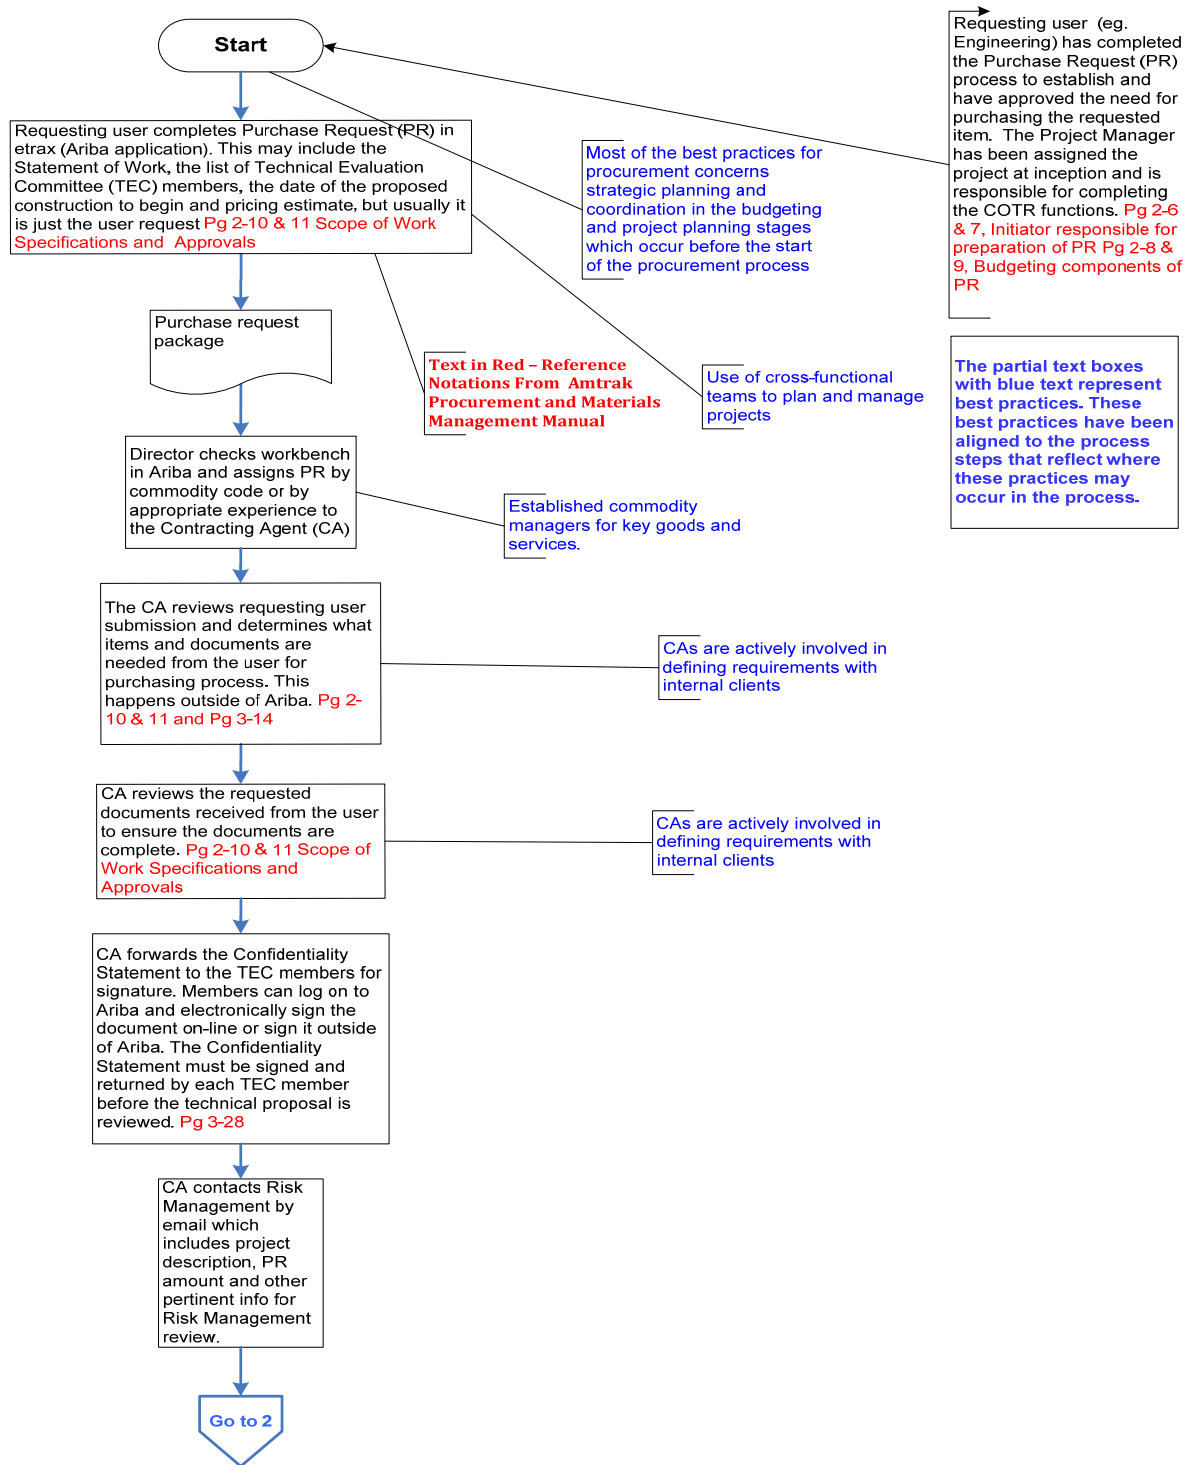 Start
Requesting user  (eg.
Engineering) has completed
the Purchase Request (PR)
process to establish and
have approved the need for
purchasing the requested
item.  The Project Manager
has been assigned the
project at inception and is
responsible for completing
the COTR functions. Pg 2-6
& 7, Initiator responsible for
preparation of PR Pg 2-8 &
9, Budgeting components of
PR
Requesting user completes Purchase Request (PR) in
etrax (Ariba application). This may include the
Statement of Work, the list of Technical Evaluation
Committee (TEC) members, the date of the proposed
construction to begin and pricing estimate, but usually it
is just the user request Pg 2-10 & 11 Scope of Work
Specifications and  Approvals
Most of the best practices for
procurement concerns
strategic planning and
coordination in the budgeting
and project planning stages
which occur before the start
of the procurement process
Purchase request
package
Text in Red – Reference
Notations From  Amtrak
Procurement and Materials
Management Manual
Use of cross-functional
teams to plan and manage
projects
The partial text boxes
with blue text represent
best practices. These
best practices have been
aligned to the process
steps that reflect where
these practices may
occur in the process.
Director checks workbench
in Ariba and assigns PR by
commodity code or by
appropriate experience to
the Contracting Agent (CA)
Established commodity
managers for key goods and
services.
The CA reviews requesting user
submission and determines what
items and documents are
needed from the user for
purchasing process. This
happens outside of Ariba. Pg 2-
10 & 11 and Pg 3-14
CAs are actively involved in
defining requirements with
internal clients
CA reviews the requested
documents received from the user
to ensure the documents are
complete. Pg 2-10 & 11 Scope of
Work Specifications and
Approvals
CAs are actively involved in
defining requirements with
internal clients
CA forwards the Confidentiality
Statement to the TEC members for
signature. Members can log on to
Ariba and electronically sign the
document on-line or sign it outside
of Ariba. The Confidentiality
Statement must be signed and
returned by each TEC member
before the technical proposal is
reviewed. Pg 3-28
CA contacts Risk
Management by
email which
includes project
description, PR
amount and other
pertinent info for
Risk Management
review.
Go to 2